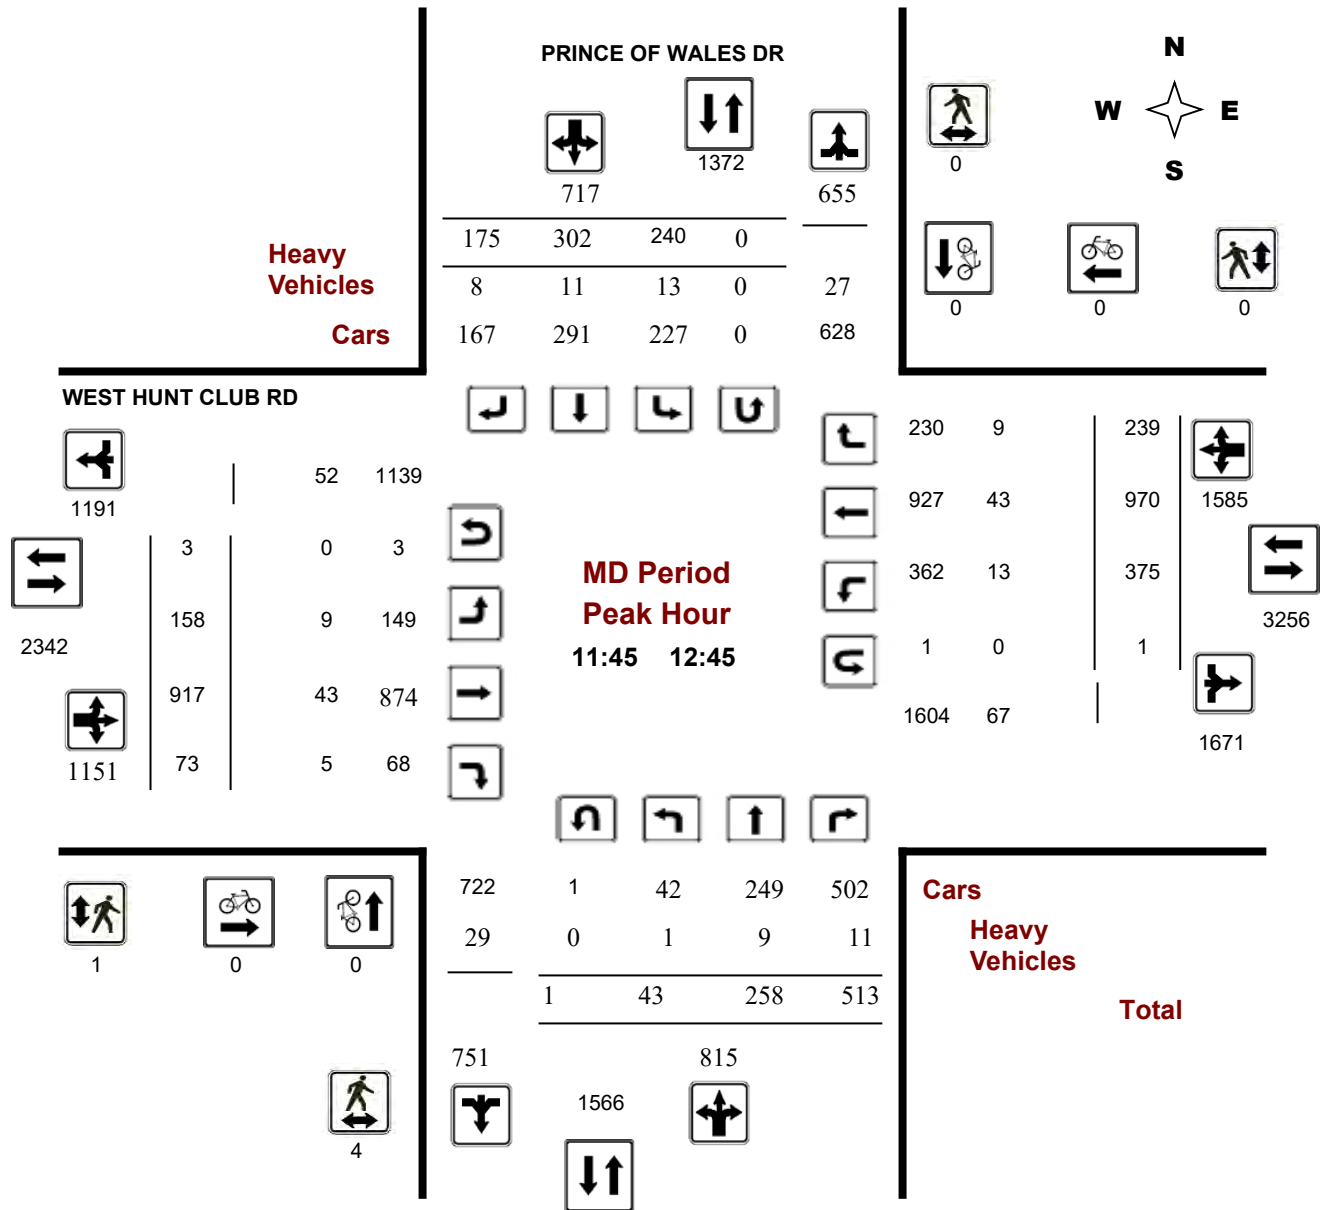 PRINCE OF WALES DR
N
W E
S
1372
0
717 655
175 302 240 0
Heavy
Vehicles
8 11 13 0 27
0 0 0
Cars
167 291 227 0 628
WEST HUNT CLUB RD
230 9 239
52 1139
1191
927 43 970 1585
3 0 3
MD Period
362 13 375
Peak Hour
158 9 149
3256
2342
11:45 12:45
1 0 1
917 43 874
1604 67
1671
1151 73 5 68
722 1 42 249 502
Cars
29 0 1 9 11
Heavy
Vehicles
1 0 0
1 43 258 513
Total
751 815
1566
4